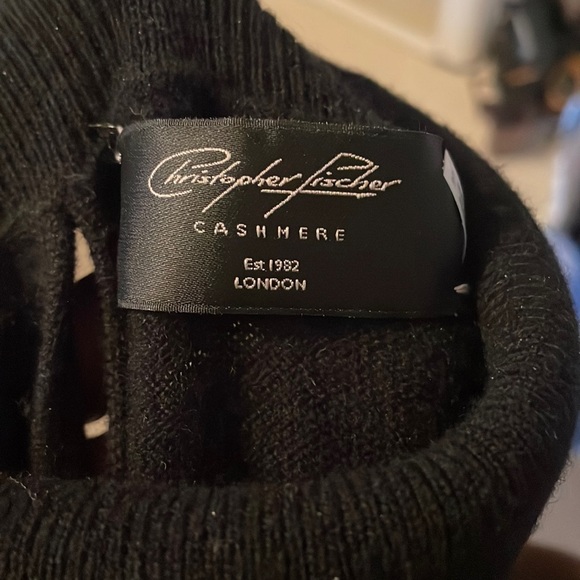 Christopher Fischer
CASHMERE
Est 1982
LONDON